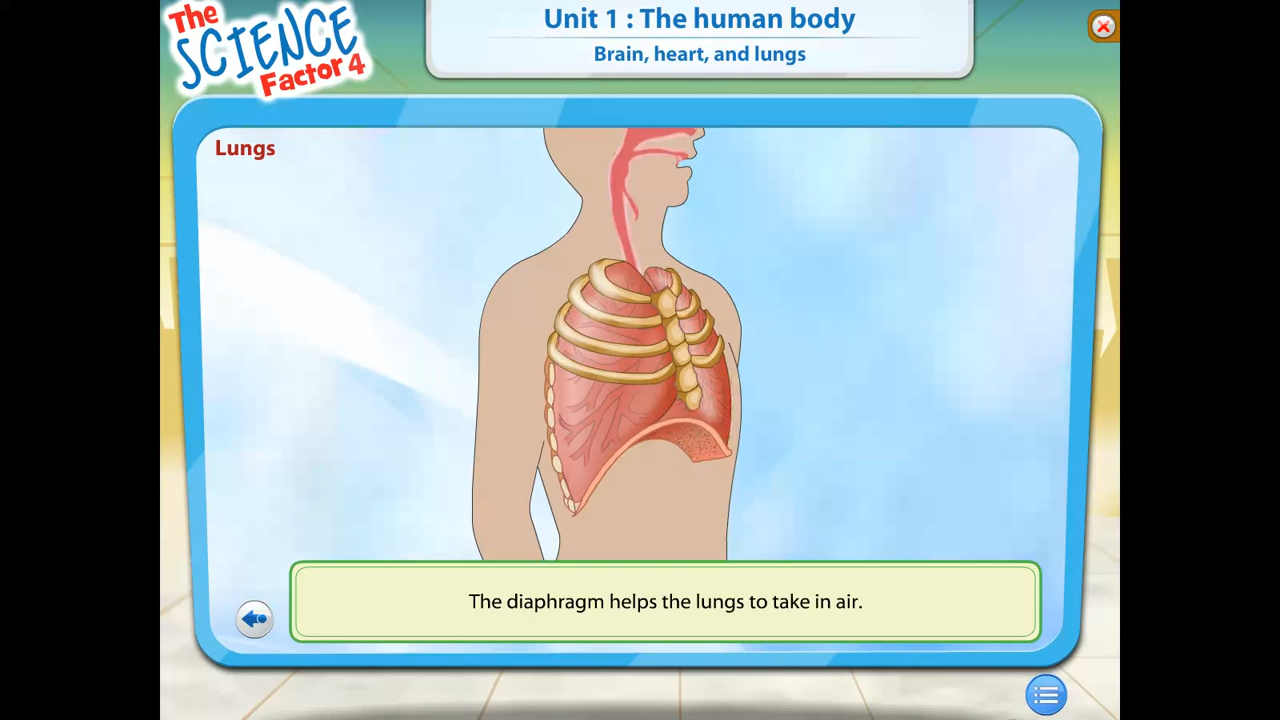 The
SCIENCE
Factor 4
Unit 1 : The human body
Brain, heart, and lungs
Lungs
The diaphragm helps the lungs to take in air.